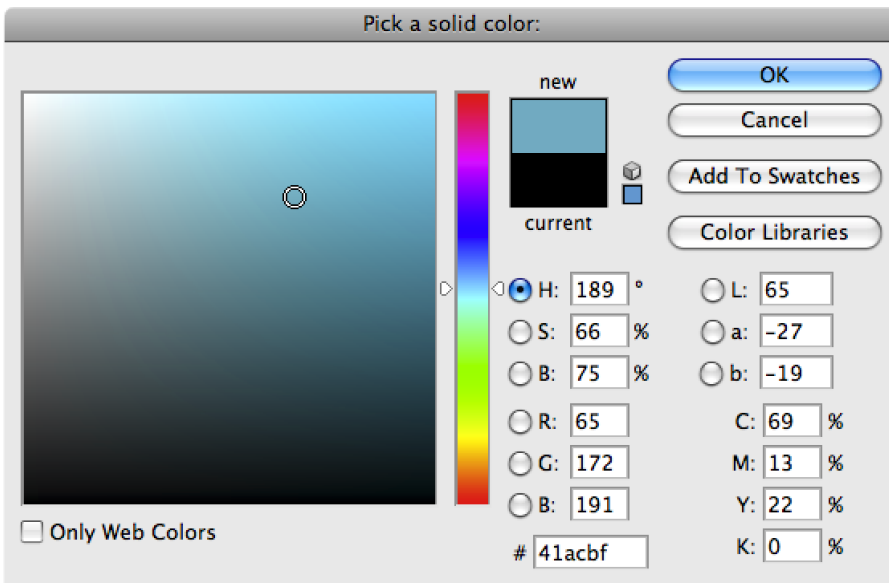 Pick a solid color:
new
current
OK
Cancel
Add To Swatches
Color Libraries
H: 189 °
S: 66 %
B: 75 %
R: 65
G: 172
B: 191
# 41acbf
L: 65
a: -27
b: -19
C: 69 %
M: 13 %
Y: 22 %
K: 0 %
Only Web Colors